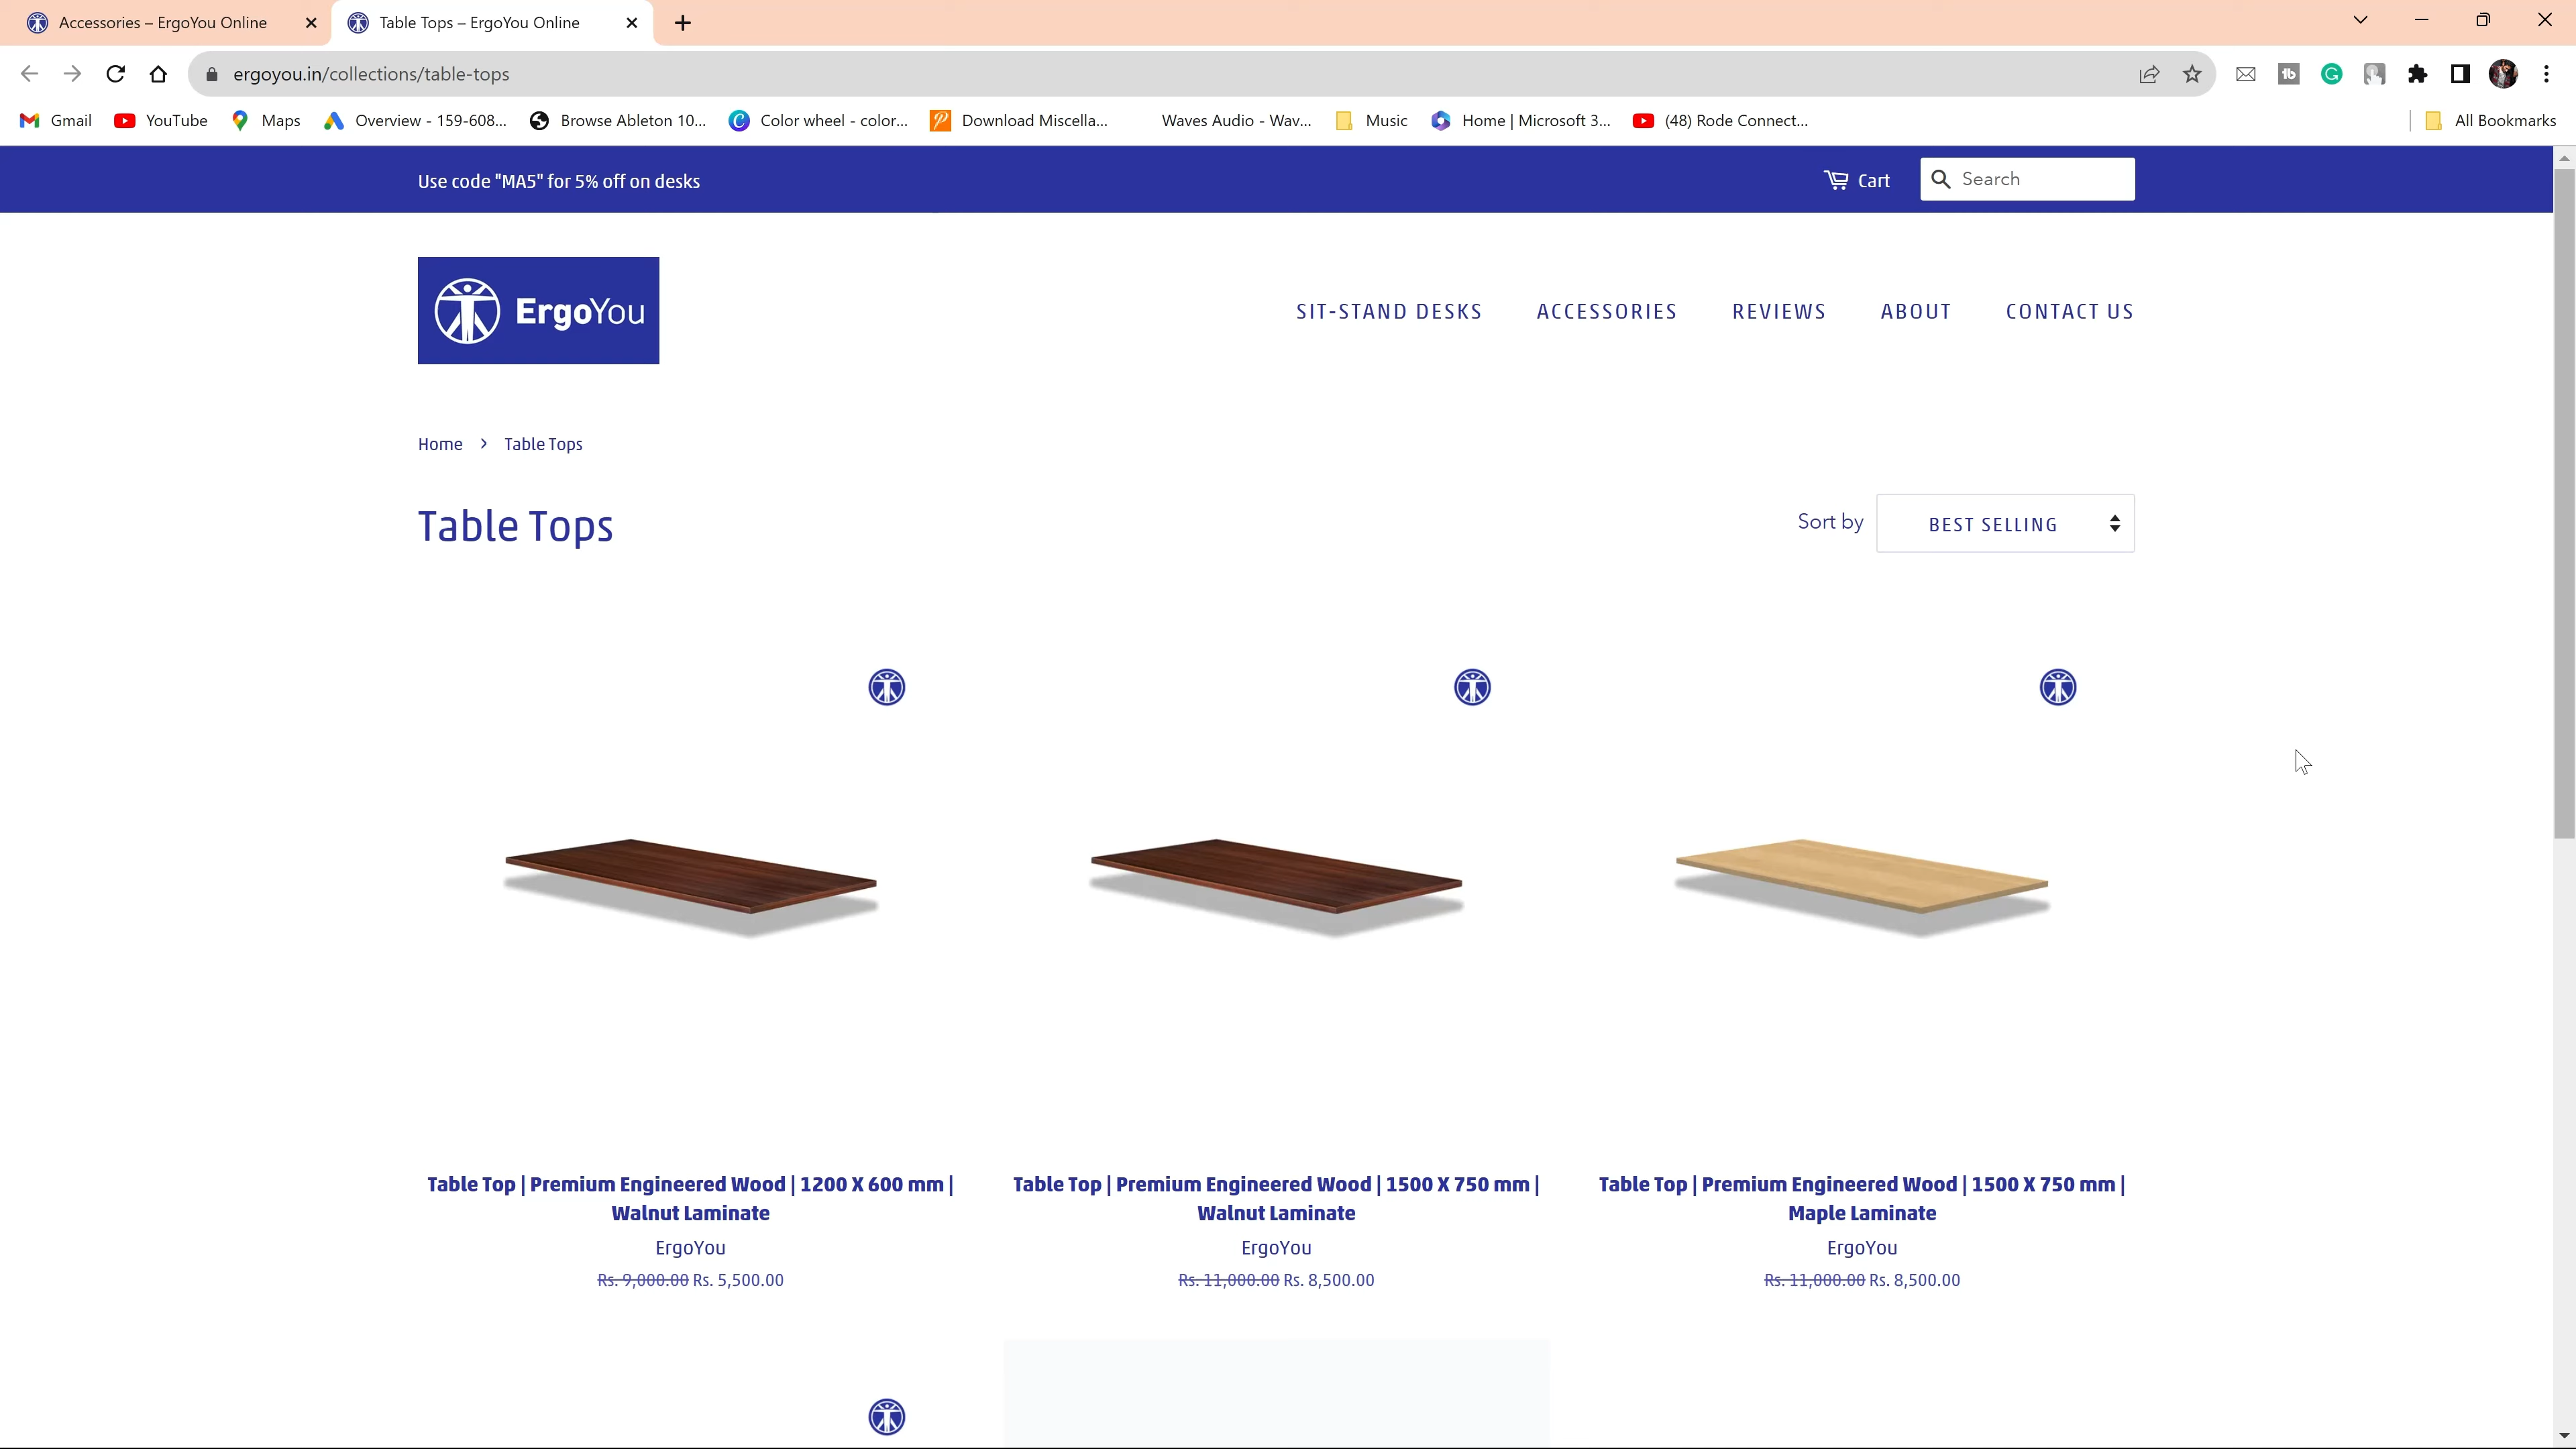 Accessories – ErgoYou Online
Table Tops – ErgoYou Online
ergoyou.in/collections/table-tops
Gmail
YouTube
Maps
Overview - 159-608...
Browse Ableton 10...
Color wheel - color...
Download Miscella...
Waves Audio - Wav...
Music
Home | Microsoft 3...
(48) Rode Connect...
All Bookmarks
Use code "MA5" for 5% off on desks
Cart
Search
ErgoYou
SIT-STAND DESKS
ACCESSORIES
REVIEWS
ABOUT
CONTACT US
Home › Table Tops
Table Tops
Sort by
BEST SELLING
Table Top | Premium Engineered Wood | 1200 X 600 mm |
Walnut Laminate
ErgoYou
Rs. 9,000.00 Rs. 5,500.00
Table Top | Premium Engineered Wood | 1500 X 750 mm |
Walnut Laminate
ErgoYou
Rs. 11,000.00 Rs. 8,500.00
Table Top | Premium Engineered Wood | 1500 X 750 mm |
Maple Laminate
ErgoYou
Rs. 11,000.00 Rs. 8,500.00